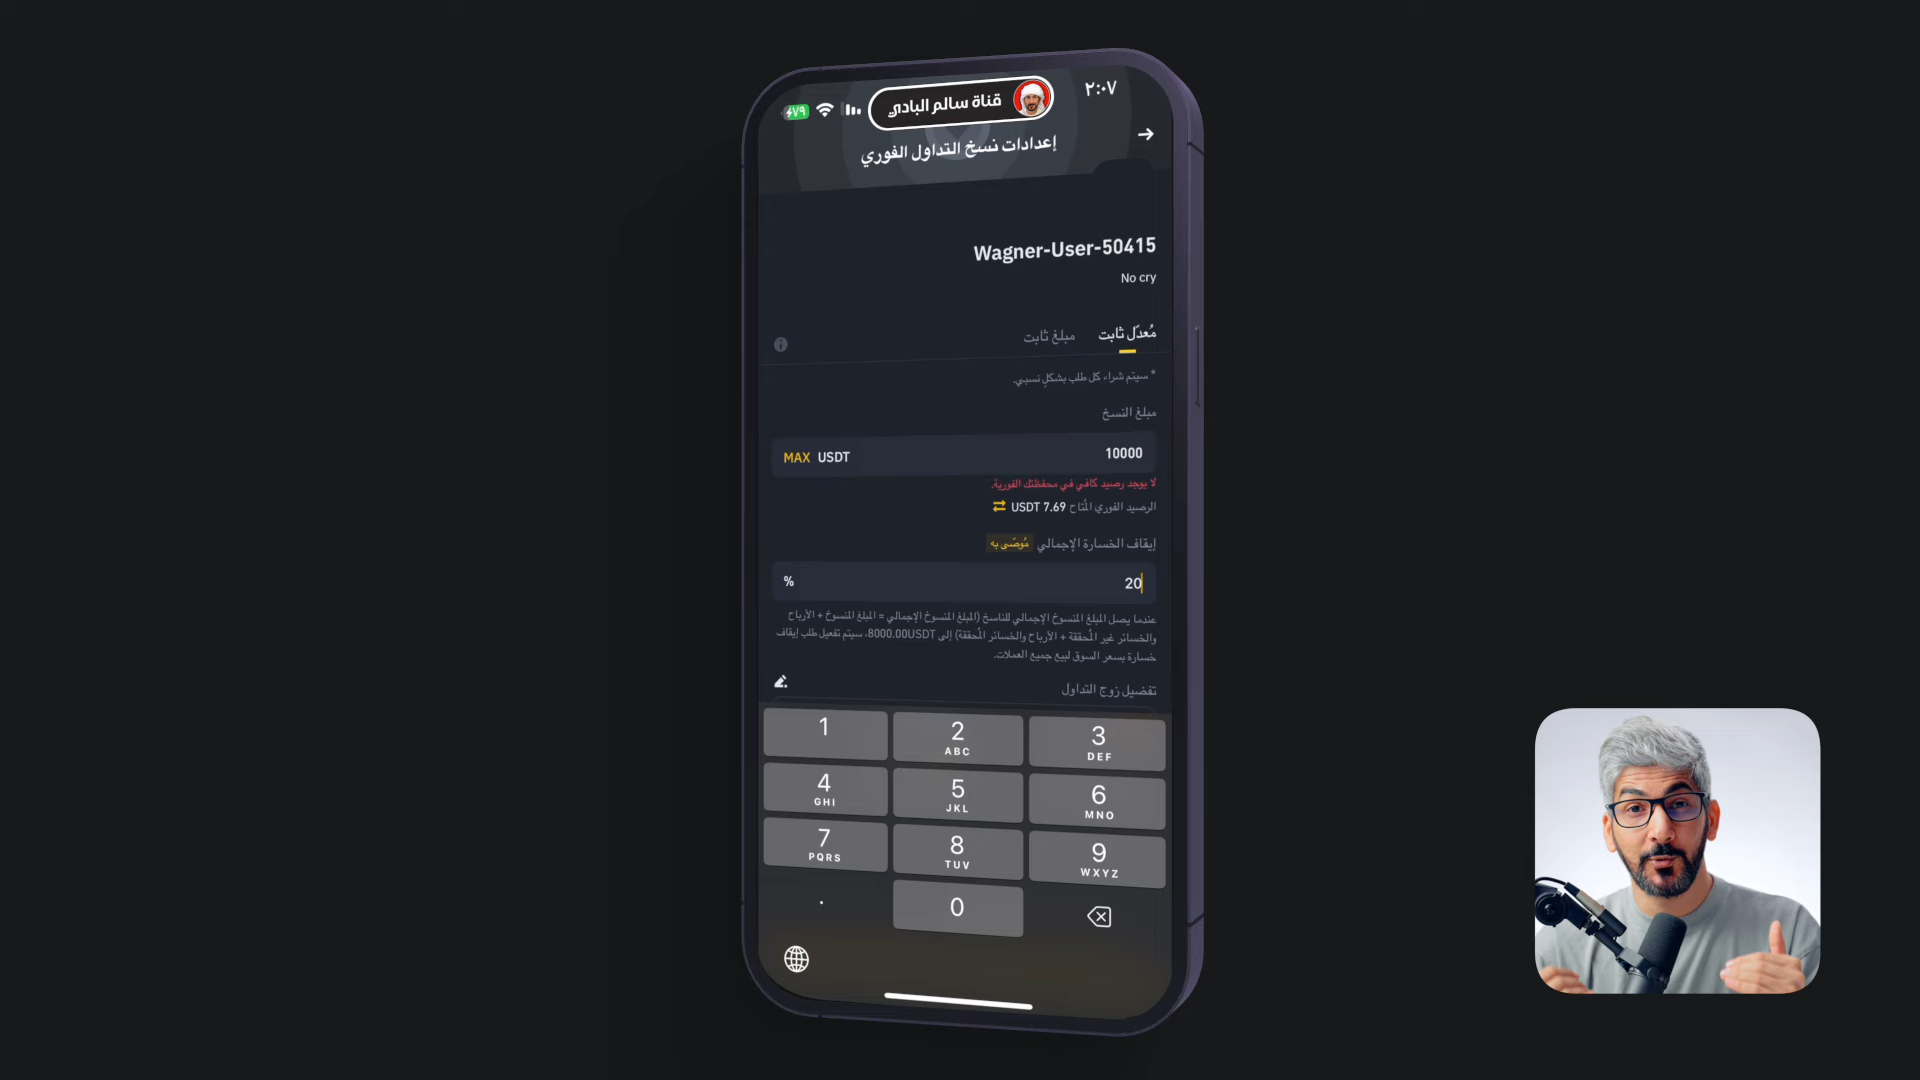 ٢:٠٧
قناة سالم البادي
٧٩
إعدادات نسخ التداول الفوري
Wagner-User-50415
No cry
مُعدّل ثابت مبلغ ثابت
* سيتم شراء كل طلب بشكلٍ نسبي.
مبلغ النسخ
10000 USDT MAX
لا يوجد رصيد كافي في محفظتك الفورية.
الرصيد الفوري المُتاح 7.69 USDT
إيقاف الخسارة الإجمالي مُوصّى به
20 %
عندما يصل المبلغ المنسوخ الإجمالي للناسخ (المبلغ المنسوخ الإجمالي = المبلغ المنسوخ + الأرباح
والخسائر غير المُحققة + الأرباح والخسائر المُحققة) إلى 8000.00USDT، سيتم تفعيل طلب إيقاف
خسارة بسعر السوق لبيع جميع العملات.
تفضيل زوج التداول
1 2 3
ABC DEF
4 5 6
GHI JKL MNO
7 8 9
PQRS TUV WXYZ
. 0